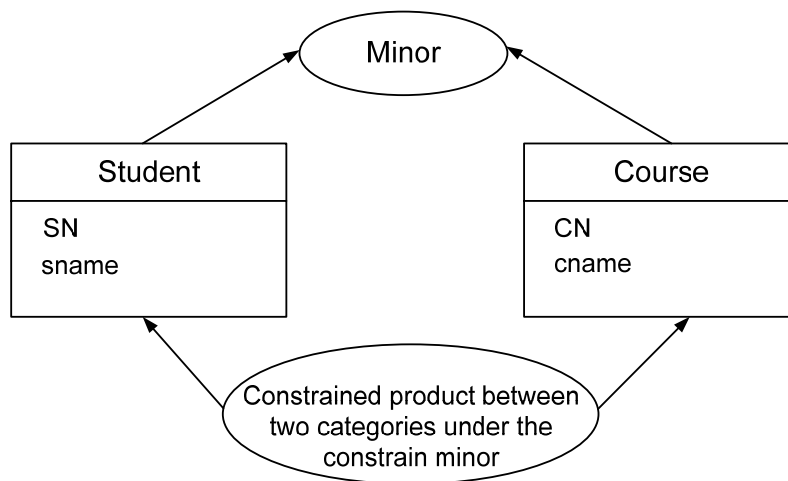 Minor
Student
SN
sname
Course
CN
cname
Constrained product between
two categories under the
constrain minor